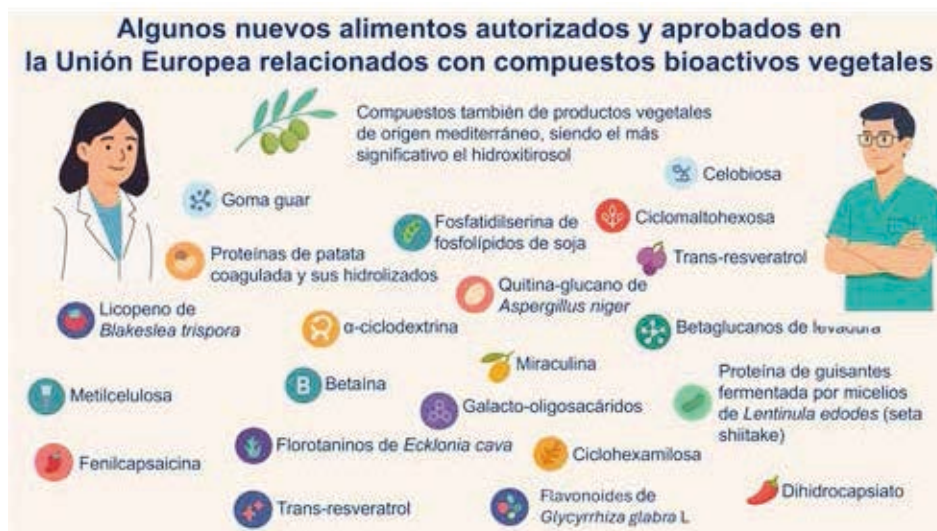 Algunos nuevos alimentos autorizados y aprobados en
la Unión Europea relacionados con compuestos bioactivos vegetales
Compuestos también de productos vegetales
de origen mediterráneo, siendo el más
significativo el hidroxitirosol
Celobiosa
Goma guar
Fosfatidilserina de
fosfolípidos de soja
Ciclomaltohexosa
Proteínas de patata
coagulada y sus hidrolizados
Trans-resveratrol
Quitina-glucano de
Aspergillus niger
Licopeno de
Blakeslea trispora
α-ciclodextrina
Betaglucanos de levadura
Miraculina
Metilcelulosa
B
Betaína
Proteína de guisantes
fermentada por micelios
de Lentinula edodes (seta
shiitake)
Galacto-oligosacáridos
Fenilcapsaicina
Florotaninos de Ecklonia cava
Ciclohexamilosa
Trans-resveratrol
Flavonoides de
Glycyrrhiza glabra L
Dihidrocapsiato